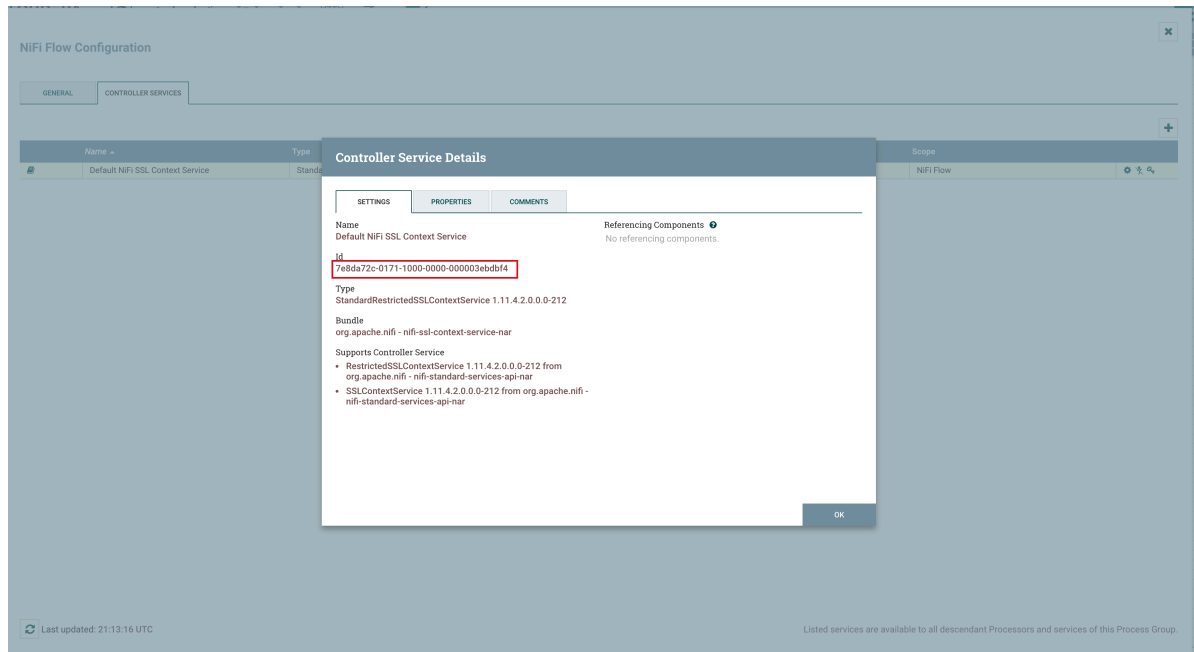 NiFi Flow Configuration
GENERAL
CONTROLLER SERVICES
Name
Type
Scope
Default NiFi SSL Context Service
Standa
NiFi Flow
Controller Service Details
SETTINGS
PROPERTIES
COMMENTS
Name
Default NiFi SSL Context Service
Id
7e8da72c-0171-1000-0000-000003ebdbf4
Type
StandardRestrictedSSLContextService 1.11.4.2.0.0.0-212
Bundle
org.apache.nifi - nifi-ssl-context-service-nar
Supports Controller Service
• RestrictedSSLContextService 1.11.4.2.0.0.0-212 from
org.apache.nifi - nifi-standard-services-api-nar
• SSLContextService 1.11.4.2.0.0.0-212 from org.apache.nifi -
nifi-standard-services-api-nar
Referencing Components
No referencing components.
OK
Last updated: 21:13:16 UTC
Listed services are available to all descendant Processors and services of this Process Group.